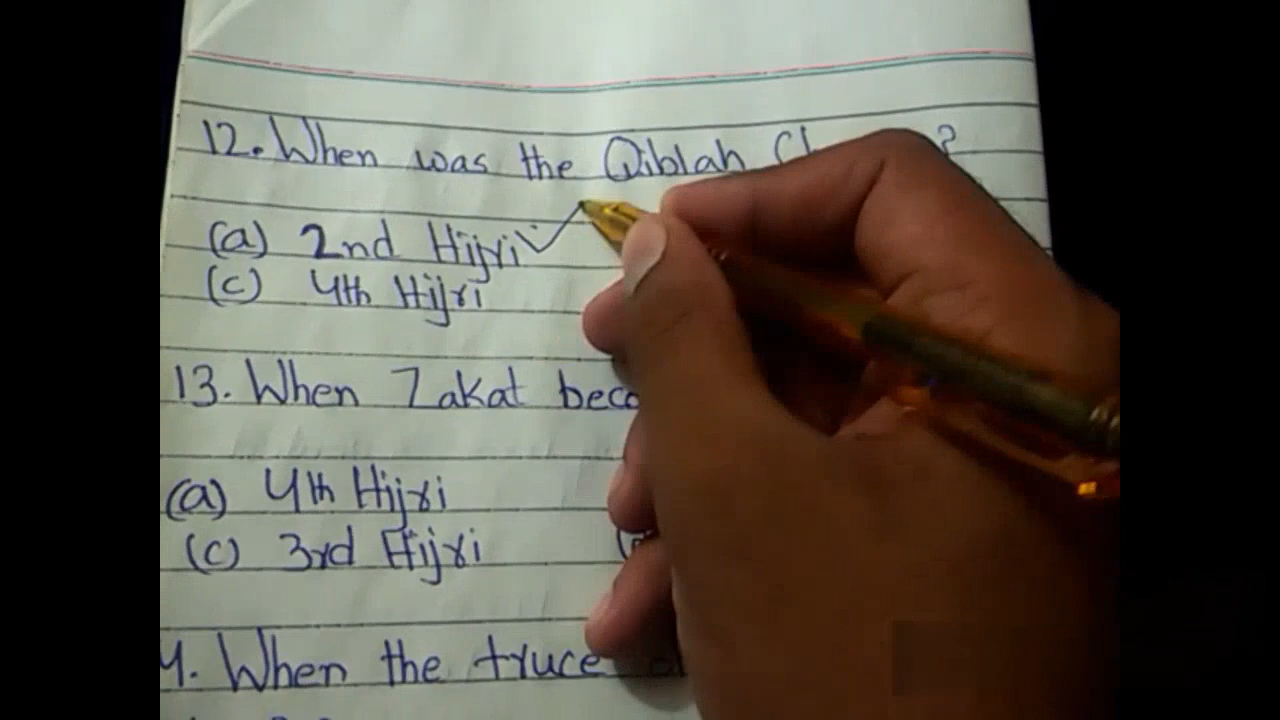 12. When was the Qiblah ?
(a) 2nd Hijri
(c) 4th Hijri
13. When Zakat
(a) 4th Hijri
(c) 3rd Hijri
When the truce